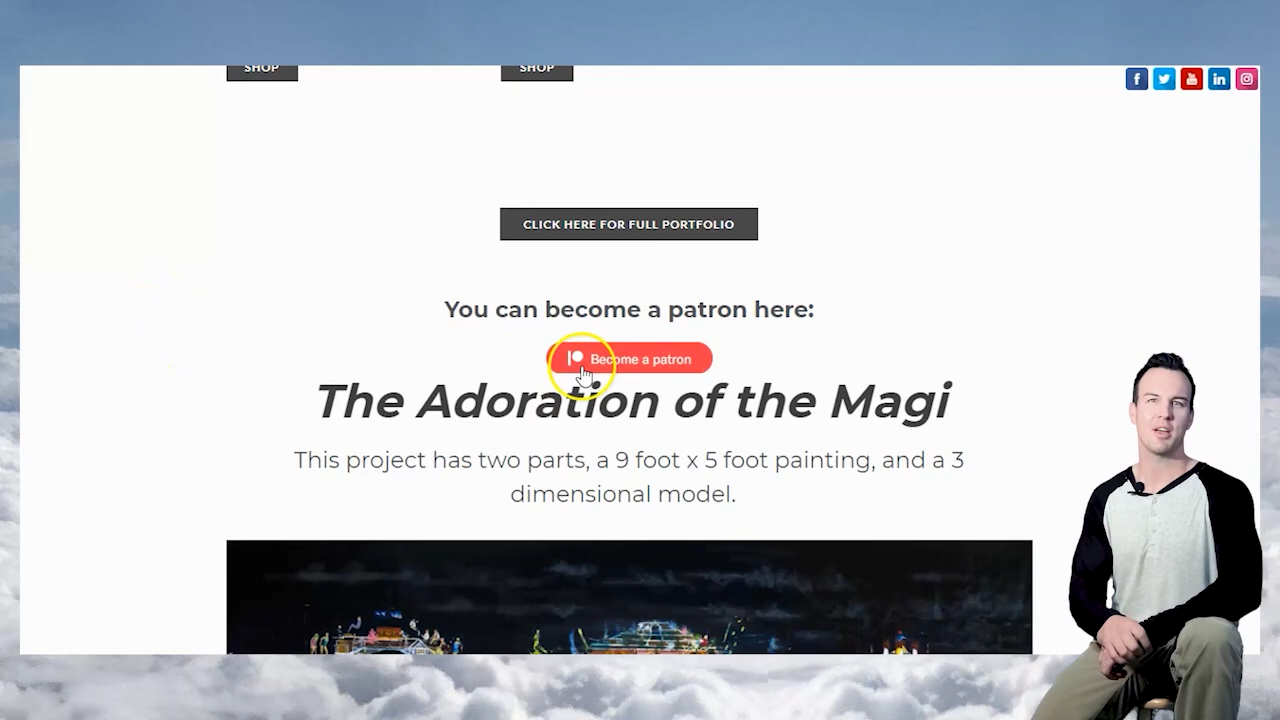 SHOP
SHOP
CLICK HERE FOR FULL PORTFOLIO
You can become a patron here:
Become a patron
The Adoration of the Magi
This project has two parts, a 9 foot x 5 foot painting, and a 3
dimensional model.